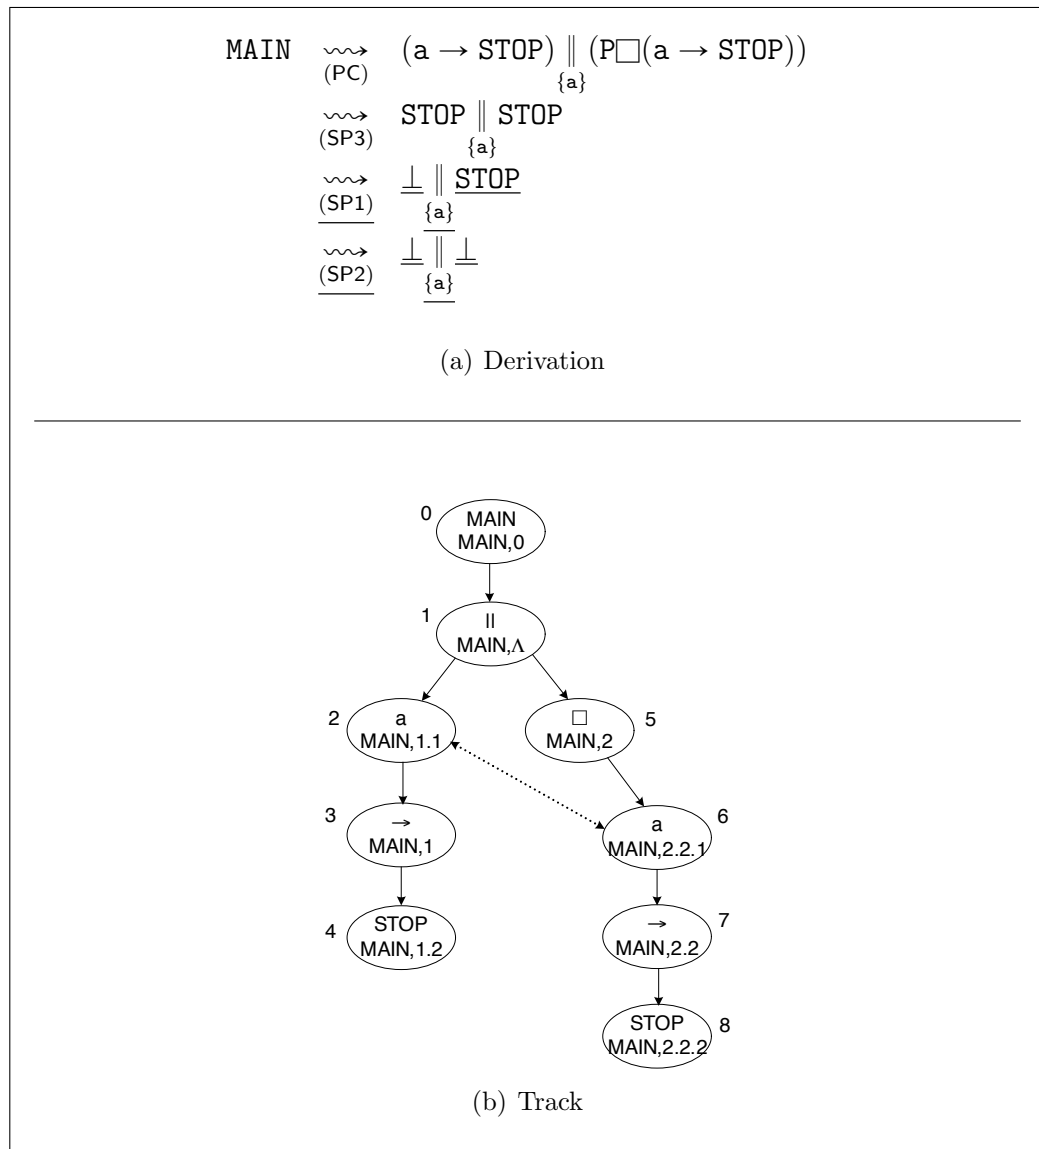 MAIN ⇝ (a → STOP) ∥ (P□(a → STOP))
(PC) {a}
⇝ STOP ∥ STOP
(SP3) {a}
⇝ ⊥ ∥ STOP
(SP1) {a}
⇝ ⊥ ∥ ⊥
(SP2) {a}
(a) Derivation
0 MAIN
MAIN,0
1 ||
MAIN,Λ
2 a
MAIN,1.1
□ 5
MAIN,2
3 →
MAIN,1
a 6
MAIN,2.2.1
4 STOP
MAIN,1.2
→ 7
MAIN,2.2
STOP 8
MAIN,2.2.2
(b) Track